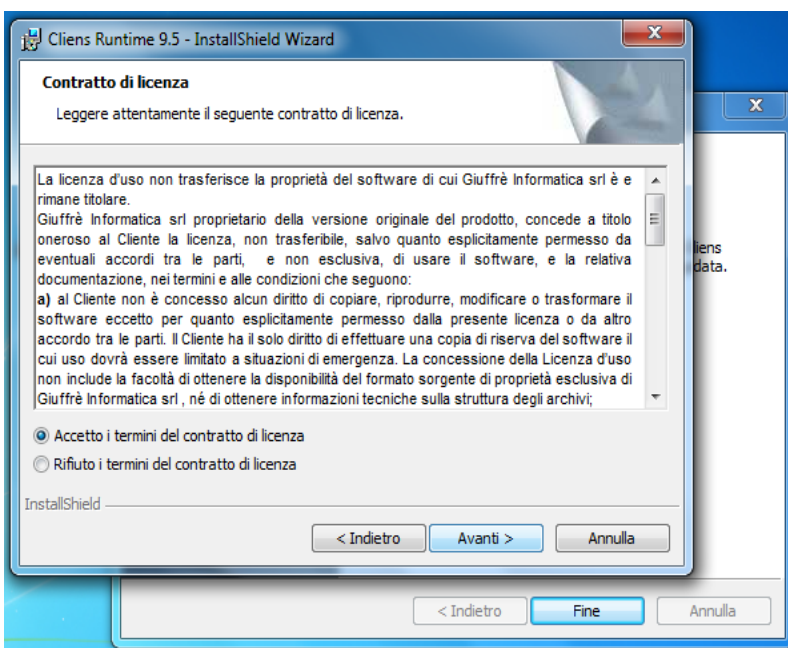 Cliens Runtime 9.5 - InstallShield Wizard
Contratto di licenza
Leggere attentamente il seguente contratto di licenza.
La licenza d'uso non trasferisce la proprietà del software di cui Giuffrè Informatica srl è e
rimane titolare.
Giuffrè Informatica srl proprietario della versione originale del prodotto, concede a titolo
oneroso al Cliente la licenza, non trasferibile, salvo quanto esplicitamente permesso da
eventuali accordi tra le parti, e non esclusiva, di usare il software, e la relativa
documentazione, nei termini e alle condizioni che seguono:
a) al Cliente non è concesso alcun diritto di copiare, riprodurre, modificare o trasformare il
software eccetto per quanto esplicitamente permesso dalla presente licenza o da altro
accordo tra le parti. Il Cliente ha il solo diritto di effettuare una copia di riserva del software il
cui uso dovrà essere limitato a situazioni di emergenza. La concessione della Licenza d'uso
non include la facoltà di ottenere la disponibilità del formato sorgente di proprietà esclusiva di
Giuffrè Informatica srl , né di ottenere informazioni tecniche sulla struttura degli archivi;
Accetto i termini del contratto di licenza
Rifiuto i termini del contratto di licenza
InstallShield
< Indietro Avanti > Annulla
liens
data.
< Indietro Fine Annulla